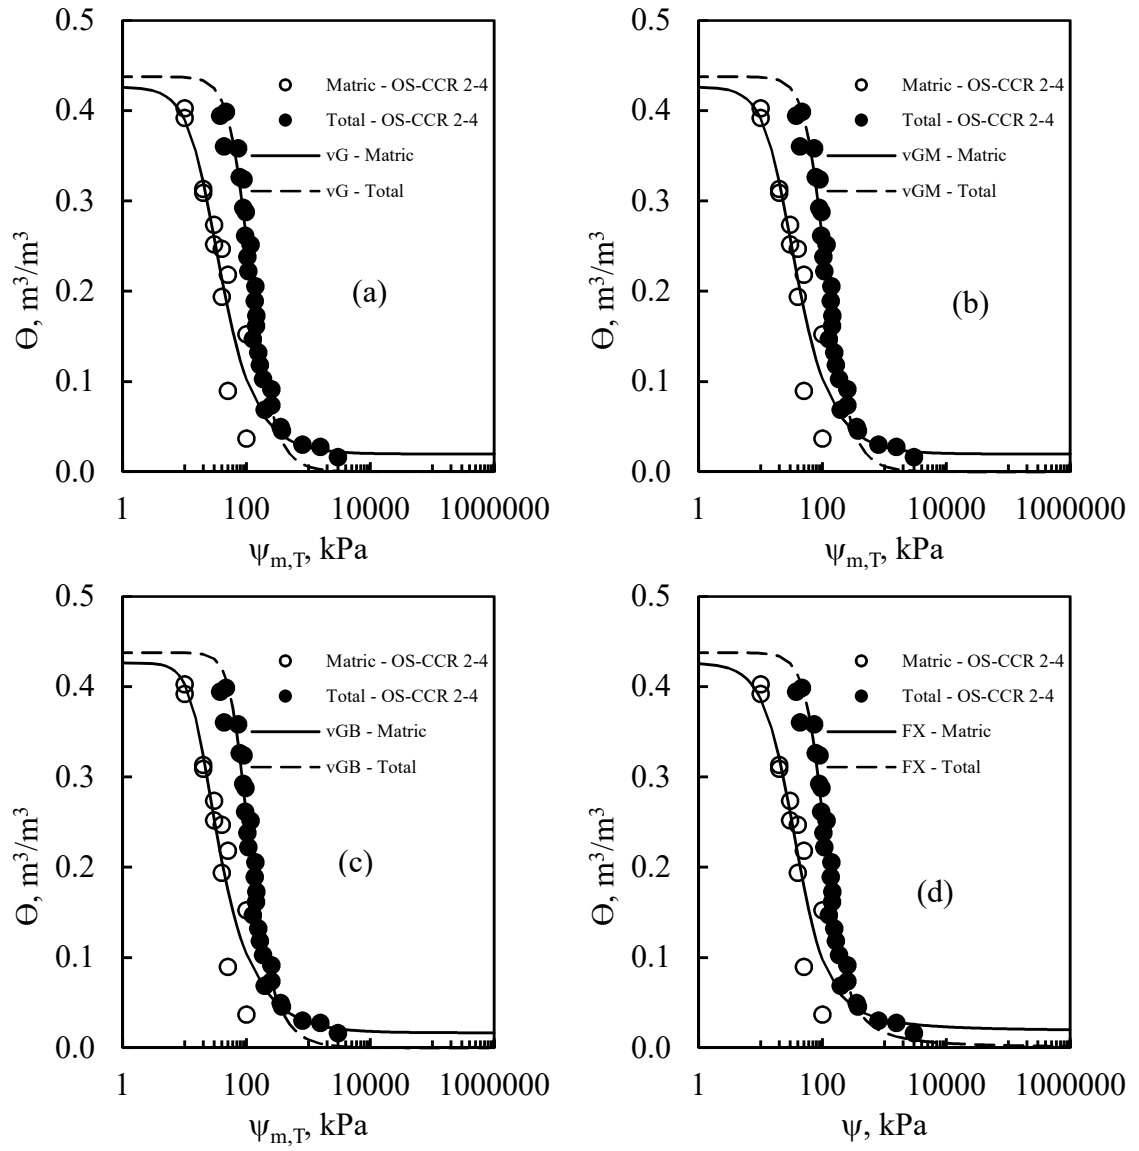 0.5
0.4
0.3
0.2
0.1
0.0
Θ, m³/m³
Matric - OS-CCR 2-4
Total - OS-CCR 2-4
vG - Matric
vG - Total
(a)
1 100 10000 1000000
ψm,T, kPa
0.5
0.4
0.3
0.2
0.1
0.0
Θ, m³/m³
Matric - OS-CCR 2-4
Total - OS-CCR 2-4
vGM - Matric
vGM - Total
(b)
1 100 10000 1000000
ψm,T, kPa
0.5
0.4
0.3
0.2
0.1
0.0
Θ, m³/m³
Matric - OS-CCR 2-4
Total - OS-CCR 2-4
vGB - Matric
vGB - Total
(c)
1 100 10000 1000000
ψm,T, kPa
0.5
0.4
0.3
0.2
0.1
0.0
Θ, m³/m³
Matric - OS-CCR 2-4
Total - OS-CCR 2-4
FX - Matric
FX - Total
(d)
1 100 10000 1000000
ψ, kPa